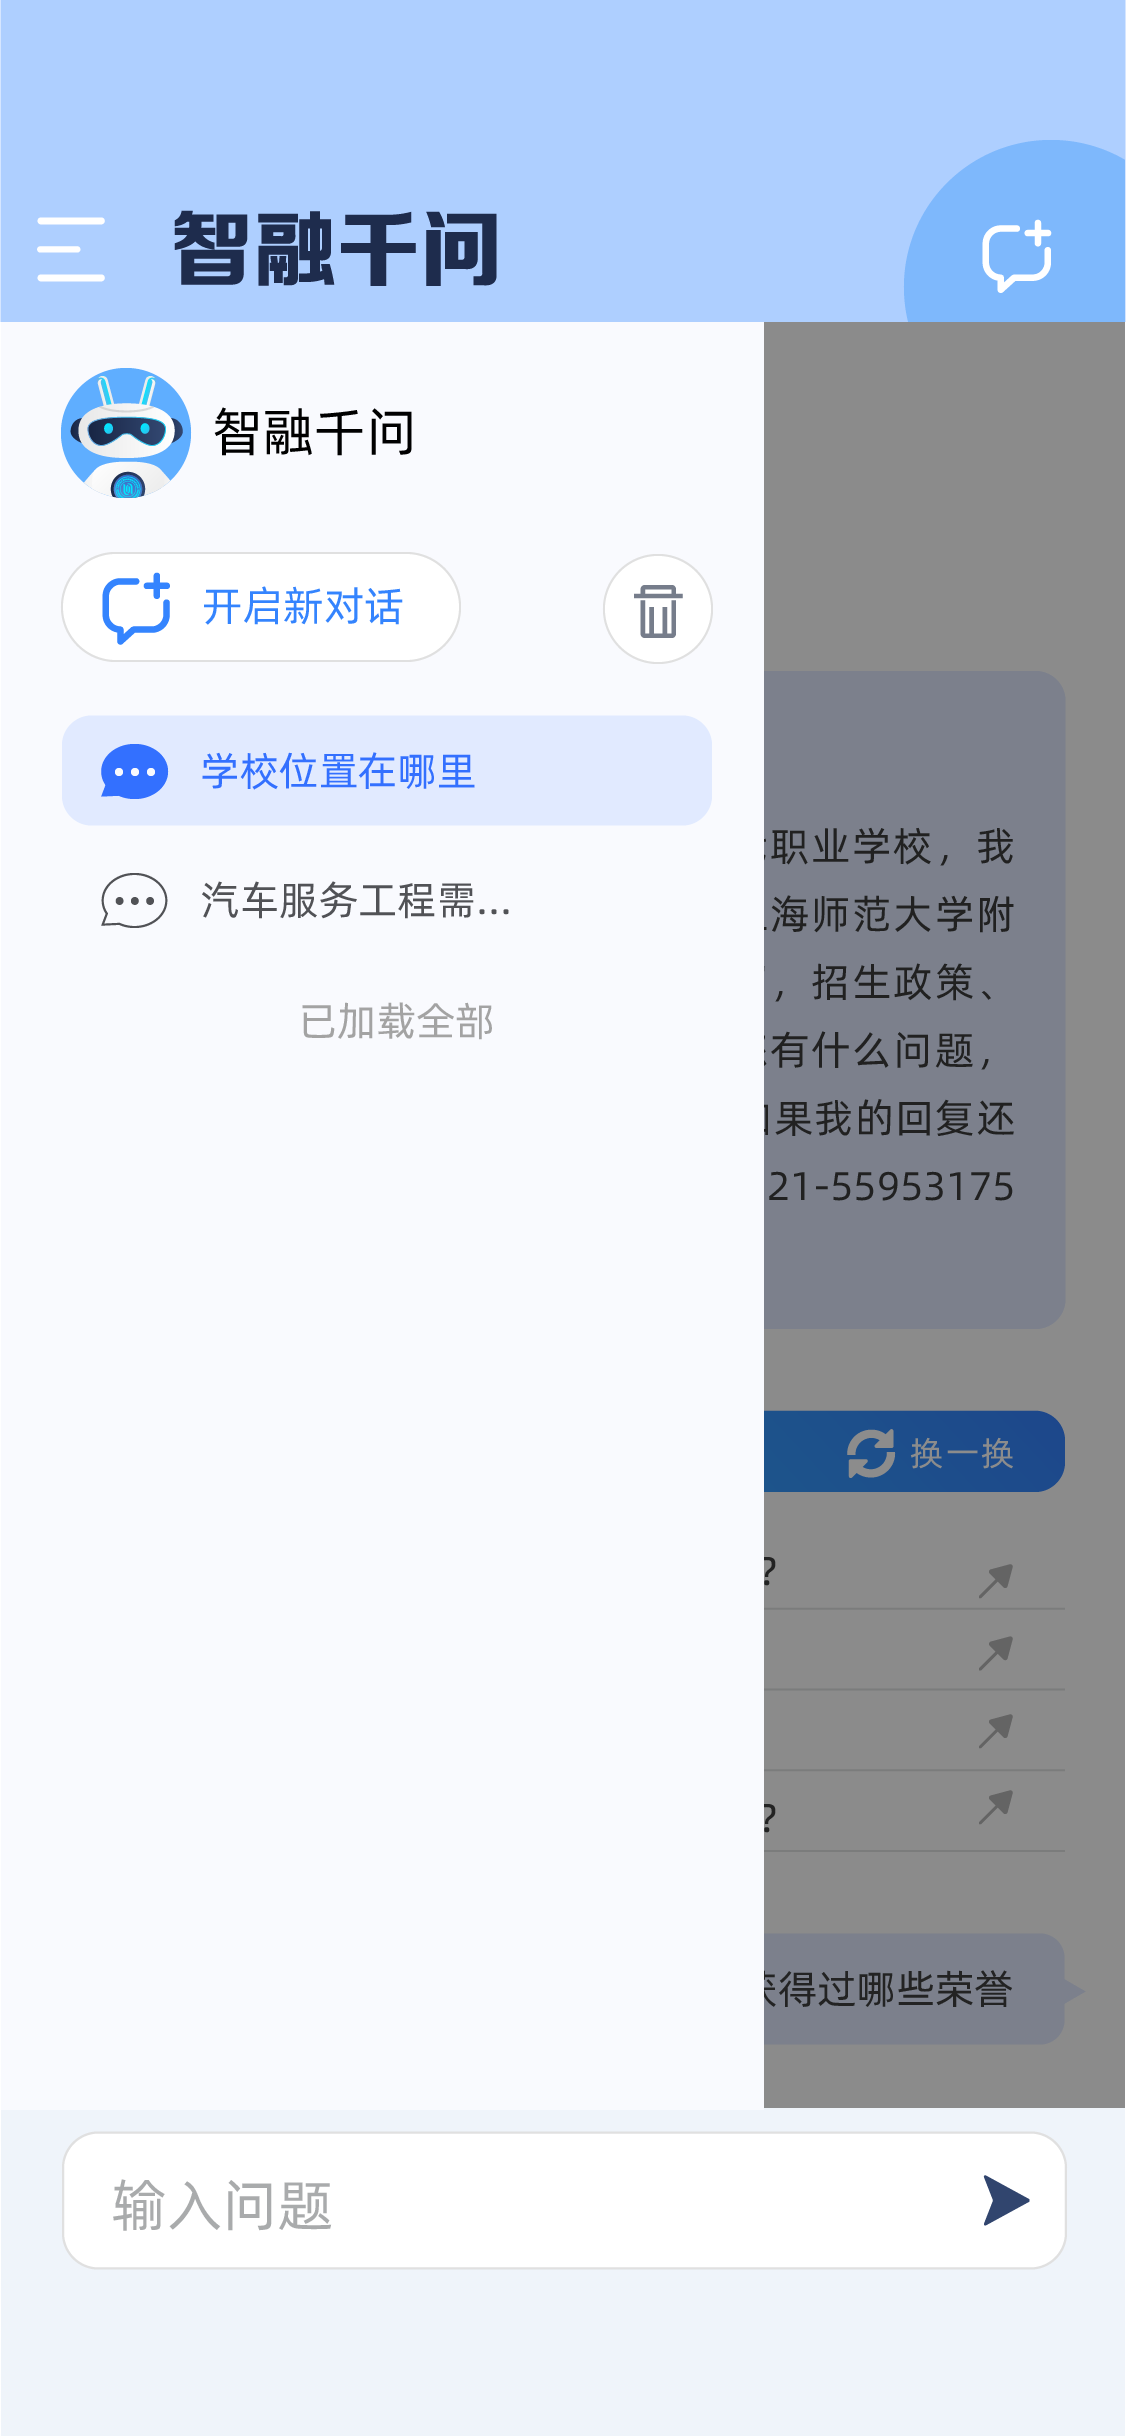 智融千问
智融千问
开启新对话
学校位置在哪里
汽车服务工程需...
已加载全部
职业学校，我
海师范大学附
，招生政策、
有什么问题，
果我的回复还
21-55953175
换一换
?
?
得过哪些荣誉
输入问题